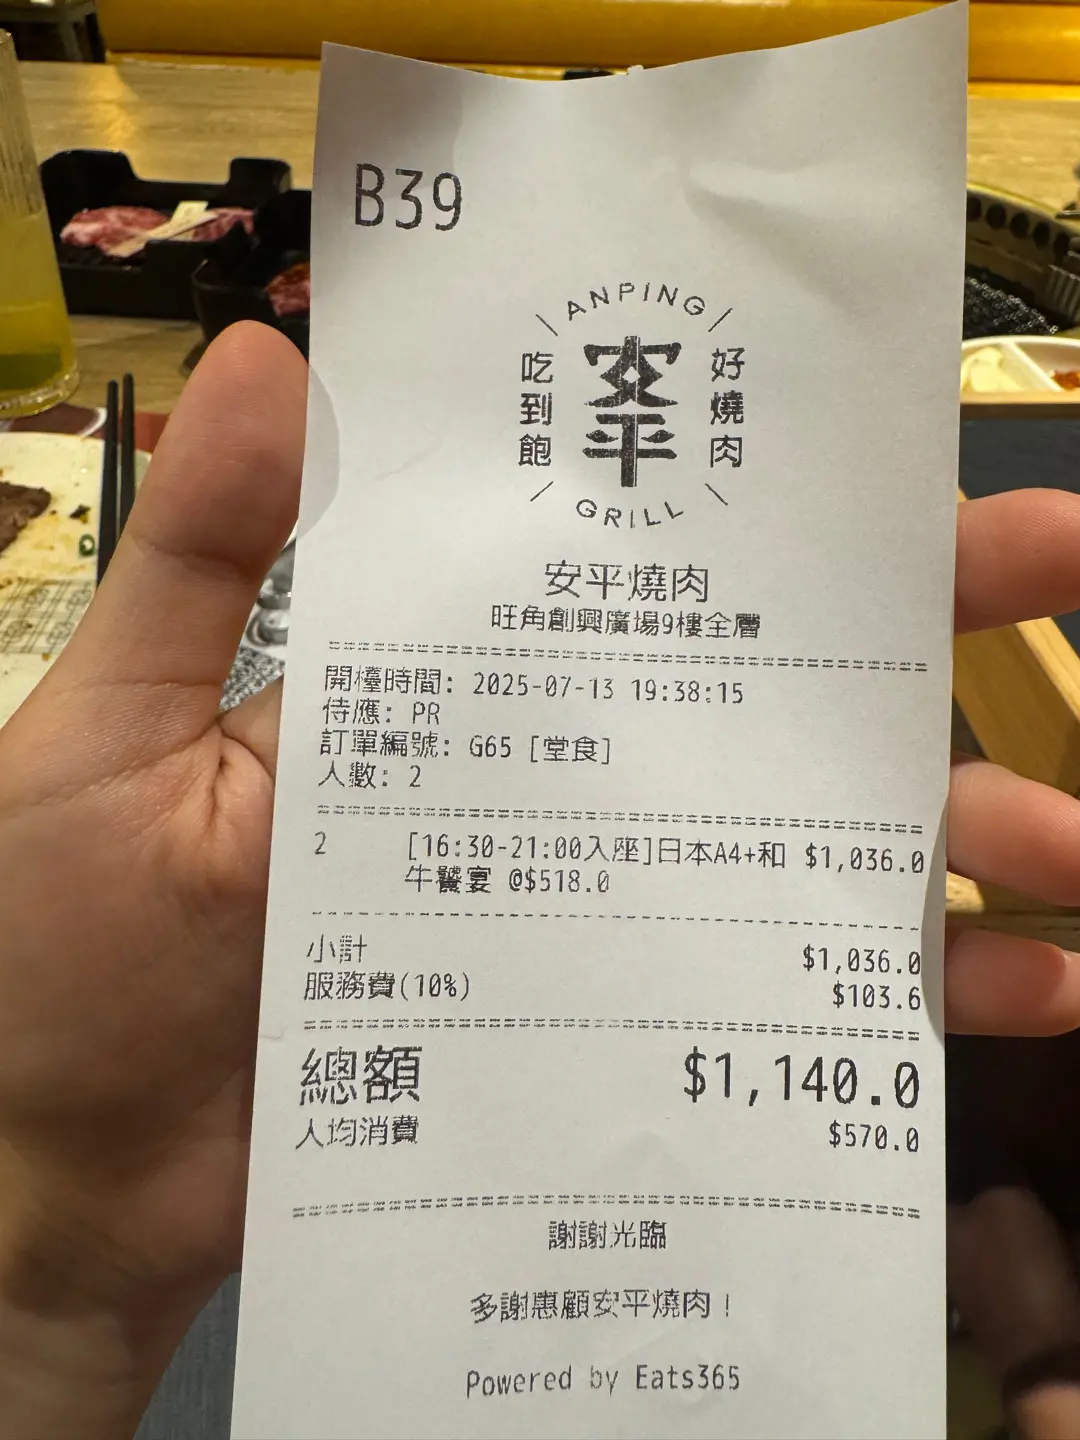 B39
ANPING
吃到飽
安平
好燒肉
GRILL
安平燒肉
旺角創興廣場9樓全層
開檯時間: 2025-07-13 19:38:15
侍應: PR
訂單編號: G65 [堂食]
人數: 2
2 [16:30-21:00入座]日本A4+和 $1,036.0
牛饗宴 @$518.0
小計 $1,036.0
服務費(10%) $103.6
總額 $1,140.0
人均消費 $570.0
謝謝光臨
多謝惠顧安平燒肉！
Powered by Eats365